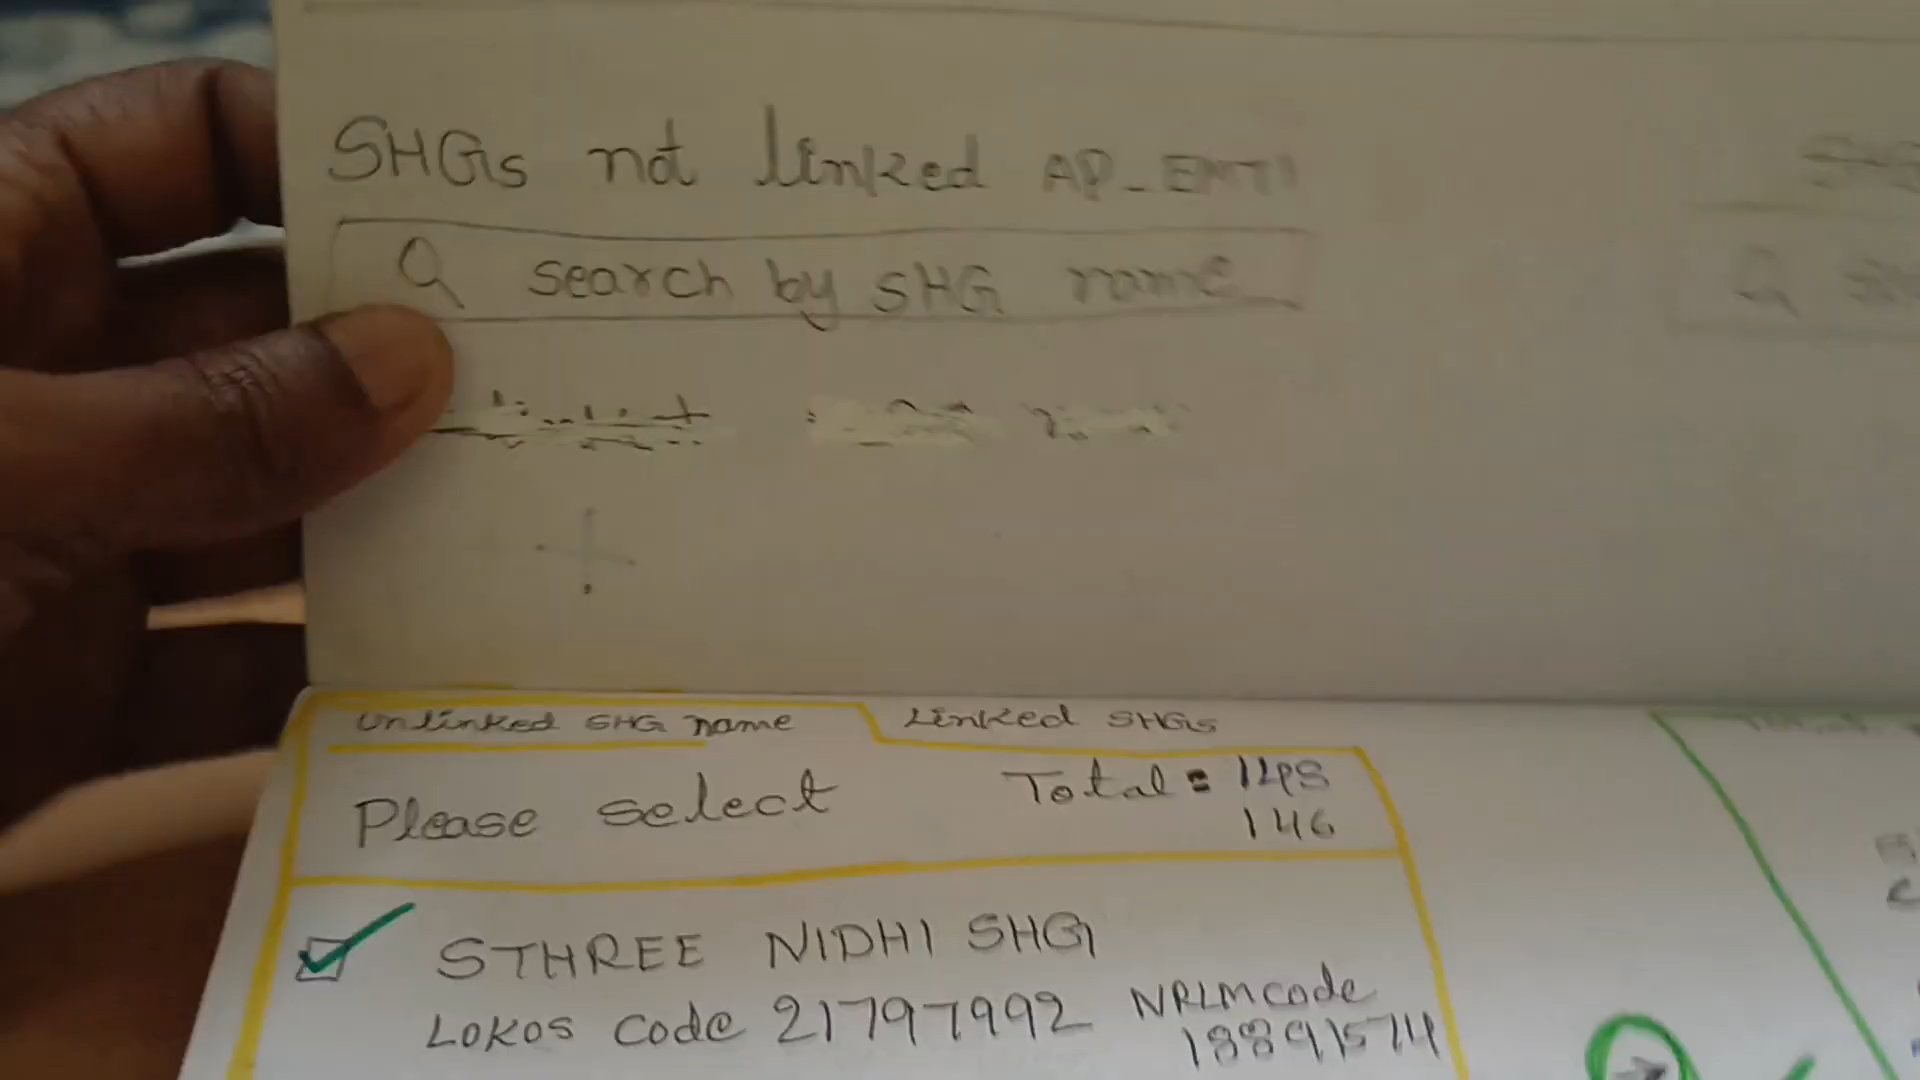 SHGs not linked
Q search by SHG name
Unlinked SHG name
Linked SHGs
Please select
Total = 148
146
STHREE NIDHI SHG
LOKOS code 21797992
NRLM code
18891574